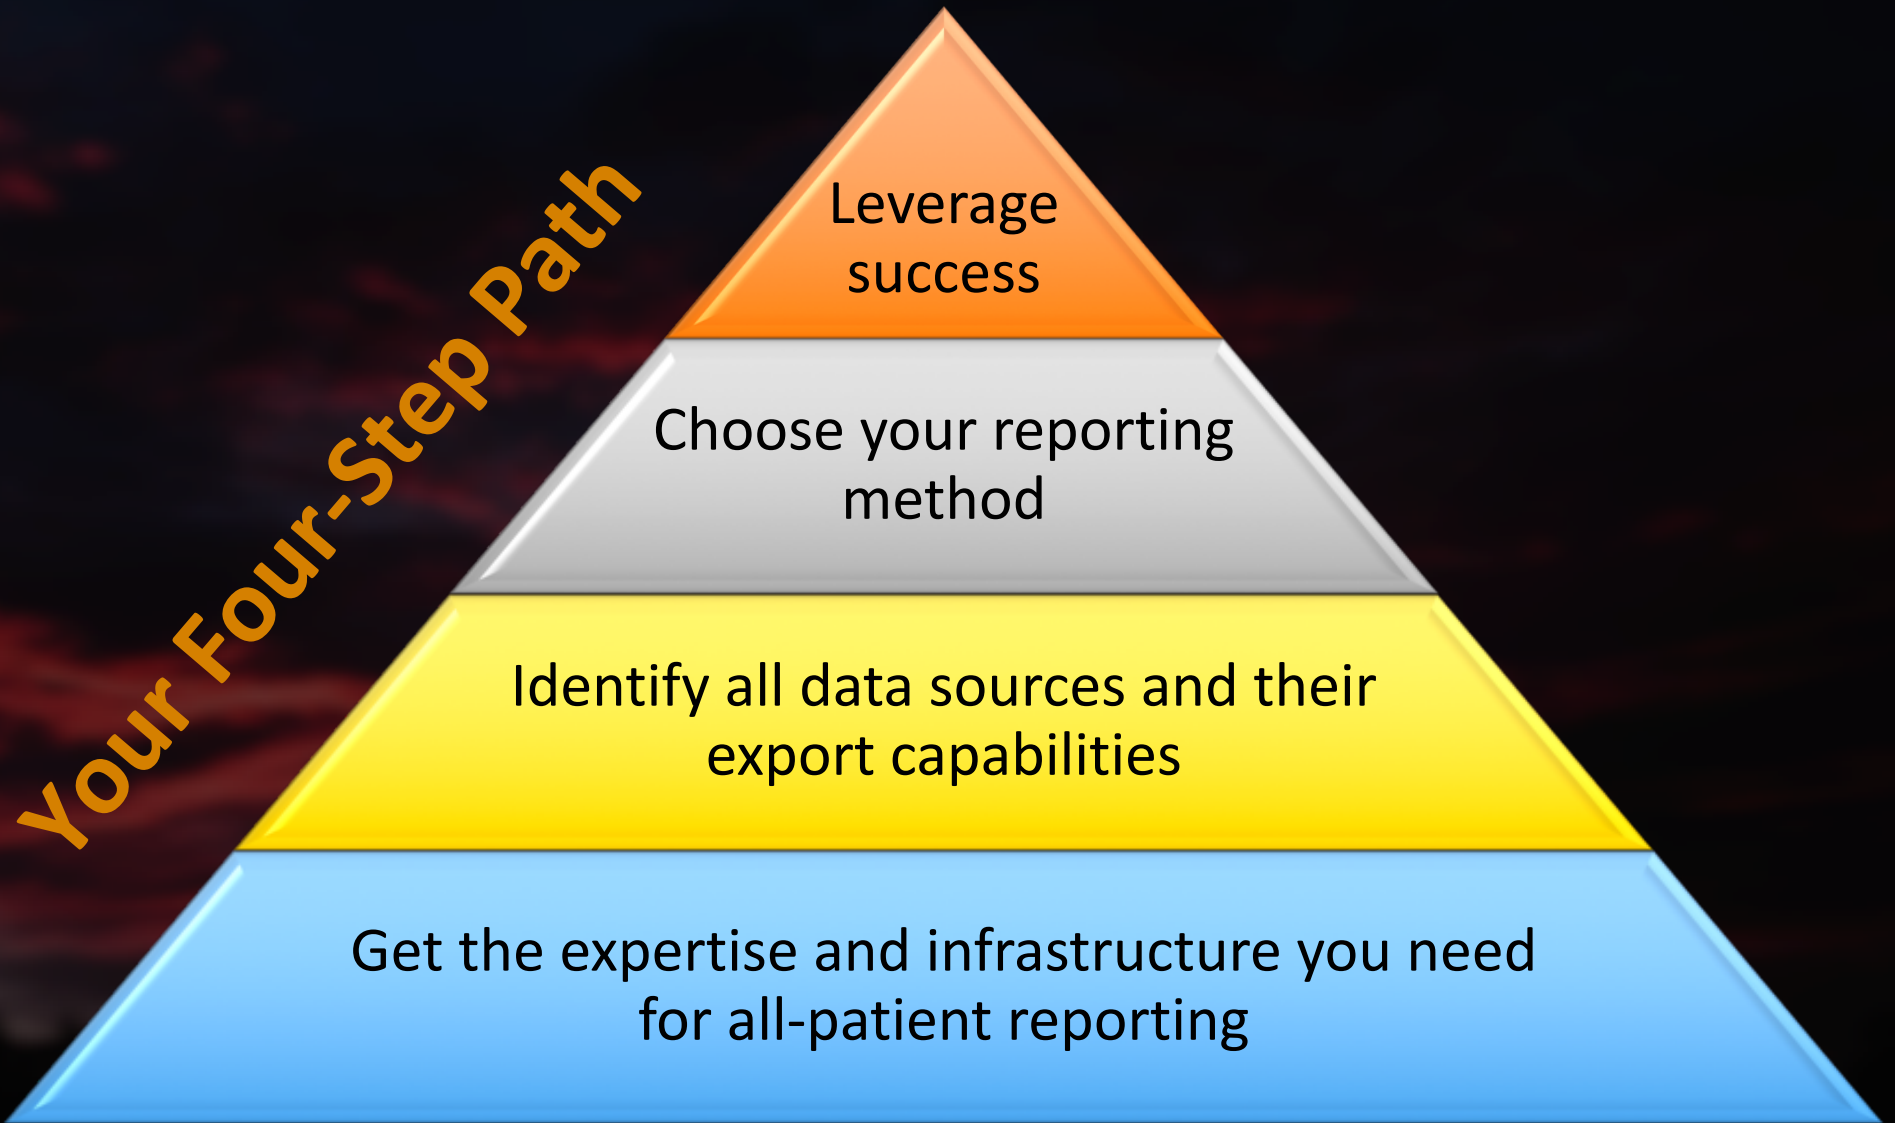 Your Four-Step Path
Leverage
success
Choose your reporting
method
Identify all data sources and their
export capabilities
Get the expertise and infrastructure you need
for all-patient reporting